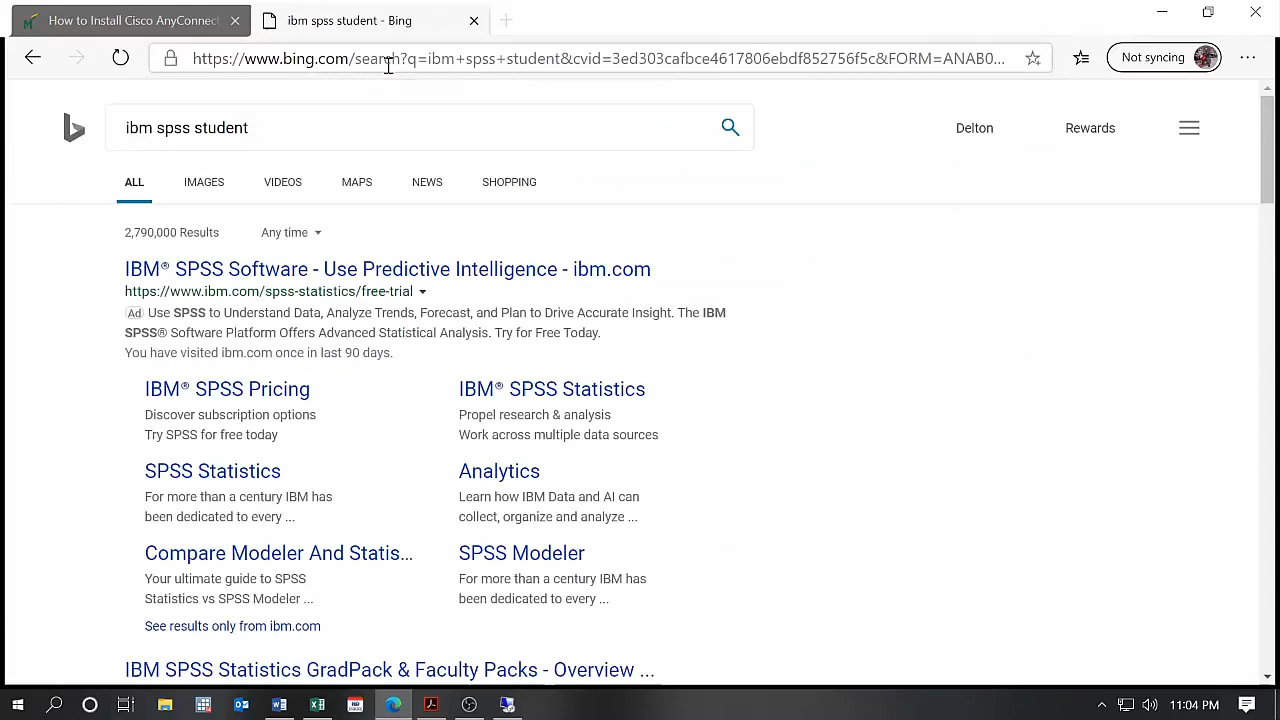 How to Install Cisco AnyConnect
ibm spss student - Bing
https://www.bing.com/search?q=ibm+spss+student&cvid=3ed303cafbce4617806ebdf852756f5c&FORM=ANAB0...
Not syncing
ibm spss student
Delton
Rewards
ALL IMAGES VIDEOS MAPS NEWS SHOPPING
2,790,000 Results Any time
IBM® SPSS Software - Use Predictive Intelligence - ibm.com
https://www.ibm.com/spss-statistics/free-trial
Ad Use SPSS to Understand Data, Analyze Trends, Forecast, and Plan to Drive Accurate Insight. The IBM
SPSS® Software Platform Offers Advanced Statistical Analysis. Try for Free Today.
You have visited ibm.com once in last 90 days.
IBM® SPSS Pricing
Discover subscription options
Try SPSS for free today
IBM® SPSS Statistics
Propel research & analysis
Work across multiple data sources
SPSS Statistics
For more than a century IBM has
been dedicated to every ...
Analytics
Learn how IBM Data and AI can
collect, organize and analyze ...
Compare Modeler And Statis...
Your ultimate guide to SPSS
Statistics vs SPSS Modeler ...
SPSS Modeler
For more than a century IBM has
been dedicated to every ...
See results only from ibm.com
IBM SPSS Statistics GradPack & Faculty Packs - Overview ...
11:04 PM